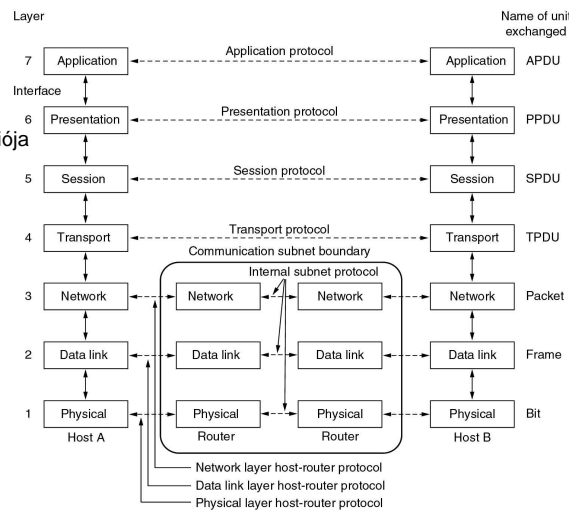 Layer
Name of unit
exchanged
7 Application Application protocol Application APDU
Interface
6 Presentation Presentation protocol Presentation PPDU
iója
5 Session Session protocol Session SPDU
4 Transport Transport protocol Transport TPDU
Communication subnet boundary
Internal subnet protocol
3 Network Network Network Network Packet
2 Data link Data link Data link Data link Frame
1 Physical Physical Physical Physical Bit
Host A Router Router Host B
Network layer host-router protocol
Data link layer host-router protocol
Physical layer host-router protocol